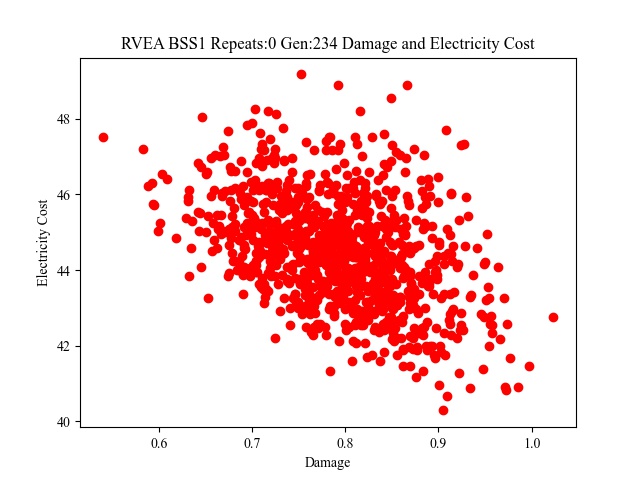 RVEA BSS1 Repeats:0 Gen:234 Damage and Electricity Cost
48
46
44
42
40
Electricity Cost
0.6 0.7 0.8 0.9 1.0
Damage